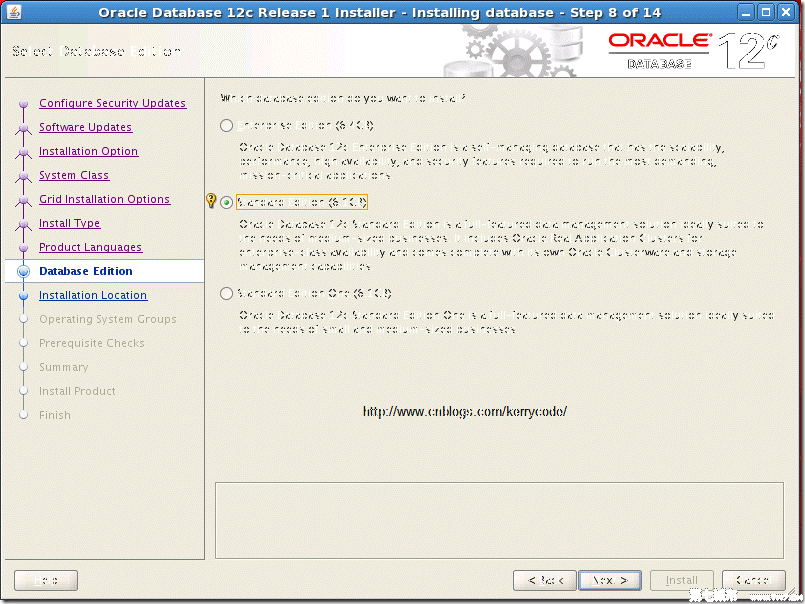 Oracle Database 12c Release 1 Installer - Installing database - Step 8 of 14
Select Database Edition
ORACLE
DATABASE
12c
Configure Security Updates
Software Updates
Installation Option
System Class
Grid Installation Options
Install Type
Product Languages
Database Edition
Installation Location
Operating System Groups
Prerequisite Checks
Summary
Install Product
Finish
Which database edition do you want to install?
Enterprise Edition
Oracle Database 12c Enterprise Edition is a self-managing database that has the scalability,
performance, high availability, and security features required to run the most demanding,
mission critical applications.
Standard Edition
Oracle Database 12c Standard Edition is a full-featured data management solution ideally suited to
the needs of medium-sized businesses. It includes Oracle Real Application Clusters for
enterprise-class availability and comes complete with its own Oracle Clusterware and storage
management capabilities.
Standard Edition One
Oracle Database 12c Standard Edition One is a full-featured data management solution ideally suited
to the needs of small and medium-sized businesses.
http://www.cnblogs.com/kerrycode/
Help
< Back
Next >
Install
Cancel